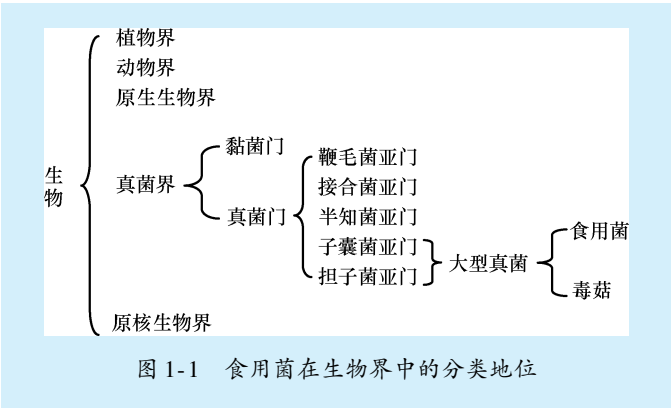 植物界
动物界
原生生物界
生物
真菌界
黏菌门
真菌门
鞭毛菌亚门
接合菌亚门
半知菌亚门
子囊菌亚门
担子菌亚门
大型真菌
食用菌
毒菇
原核生物界
图 1-1 食用菌在生物界中的分类地位